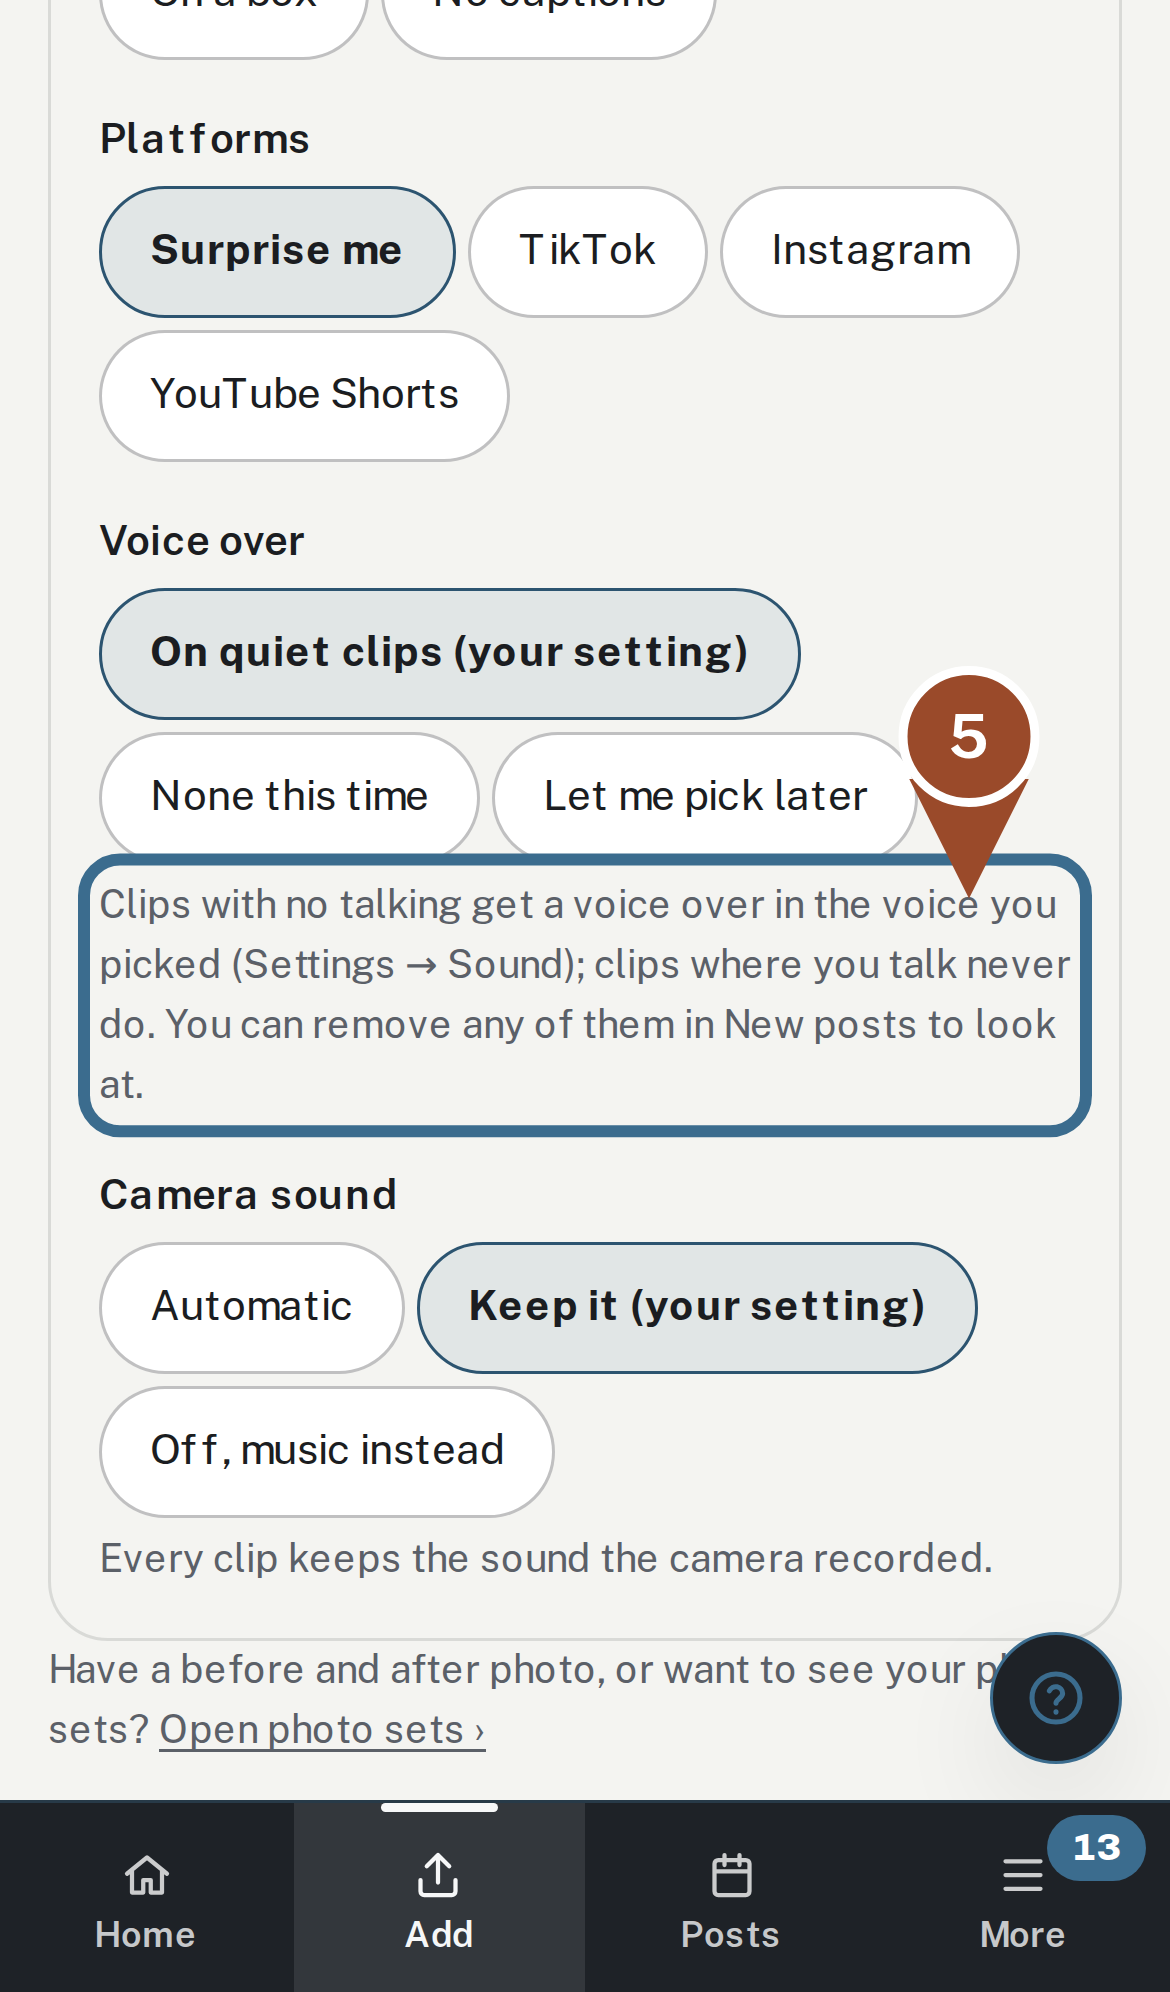 On a box
No captions
Platforms
Surprise me
TikTok
Instagram
YouTube Shorts
Voice over
On quiet clips (your setting)
5
None this time
Let me pick later
Clips with no talking get a voice over in the voice you
picked (Settings → Sound); clips where you talk never
do. You can remove any of them in New posts to look
at.
Camera sound
Automatic
Keep it (your setting)
Off, music instead
Every clip keeps the sound the camera recorded.
Have a before and after photo, or want to see your
sets? Open photo sets ›
13
Home
Add
Posts
More